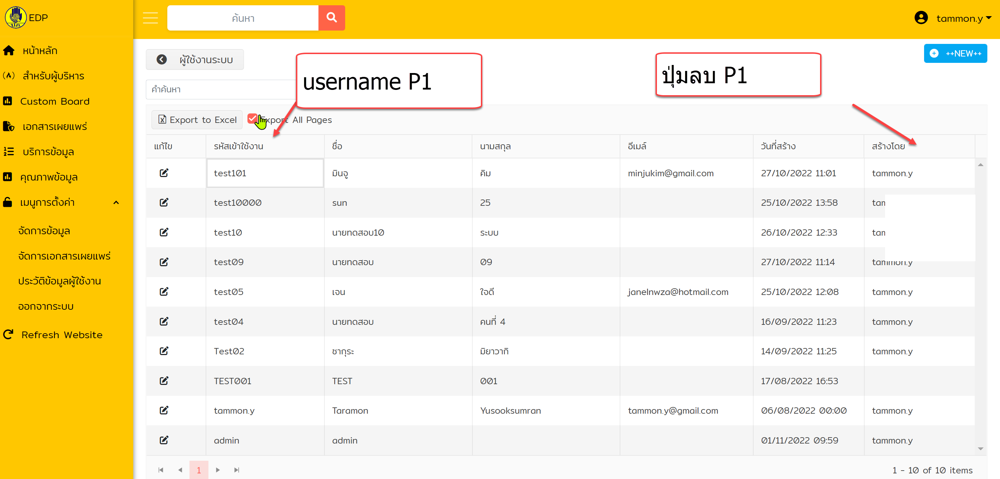 ปภ.
EDP
ค้นหา
tammon.y
หน้าหลัก
สำหรับผู้บริหาร
Custom Board
เอกสารเผยแพร่
บริการข้อมูล
คุณภาพข้อมูล
เมนูการตั้งค่า
จัดการข้อมูล
จัดการเอกสารเผยแพร่
ประวัติข้อมูลผู้ใช้งาน
ออกจากระบบ
Refresh Website
ผู้ใช้งานระบบ
username P1
ปุ่มลบ P1
++NEW++
คำค้นหา
Export to Excel Export All Pages
แก้ไข รหัสเข้าใช้งาน ชื่อ นามสกุล อีเมล์ วันที่สร้าง สร้างโดย
test101 มินจู คิม minjukim@gmail.com 27/10/2022 11:01 tammon.y
test10000 sun 25 25/10/2022 13:58 tam
test10 นายทดสอบ10 ระบบ 26/10/2022 12:33 tam
test09 นายทดสอบ 09 27/10/2022 11:14 tammon.y
test05 เจน ใจดี janelnwza@hotmail.com 25/10/2022 12:08 tammon.y
test04 นายทดสอบ คนที่ 4 16/09/2022 11:23 tammon.y
Test02 ซากุระ มิยาวากิ 14/09/2022 11:25 tammon.y
TEST001 TEST 001 17/08/2022 16:53
tammon.y Taramon Yusooksumran tammon.y@gmail.com 06/08/2022 00:00 tammon.y
admin admin 01/11/2022 09:59 tammon.y
1
1 - 10 of 10 items